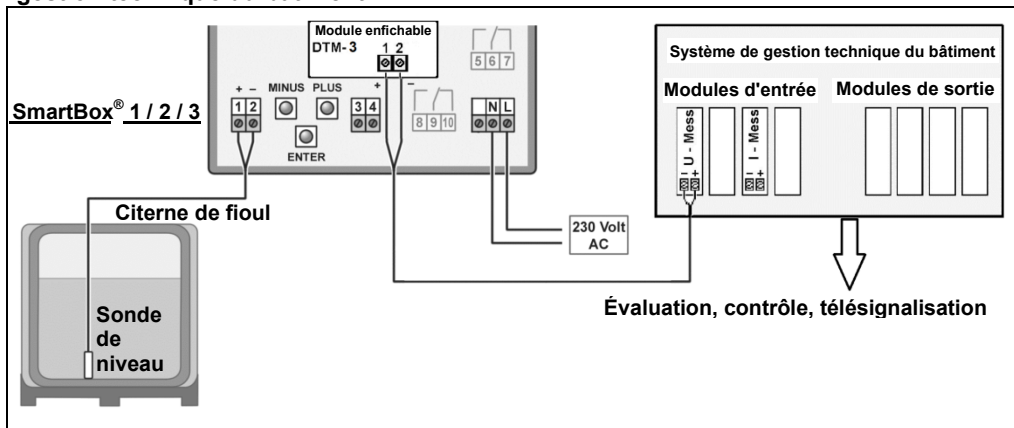 Module enfichable
DTM-3
1 2
5 6 7
+ − MINUS PLUS + −
1 2
3 4
8 9 10
N L
ENTER
SmartBox® 1 / 2 / 3
Citerne de fioul
230 Volt
AC
Sonde
de
niveau
Système de gestion technique du bâtiment
Modules d'entrée Modules de sortie
U - Mess
− +
I - Mess
− +
Évaluation, contrôle, télésignalisation